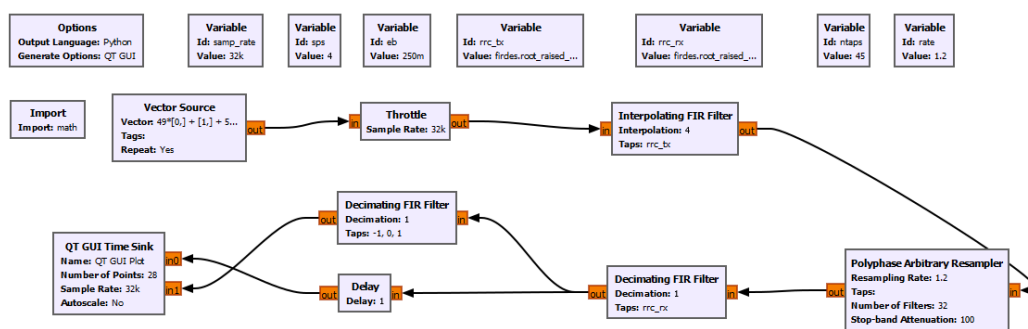 Options
Output Language: Python
Generate Options: QT GUI
Variable
Id: samp_rate
Value: 32k
Variable
Id: sps
Value: 4
Variable
Id: eb
Value: 250m
Variable
Id: rrc_tx
Value: firdes.root_raised_...
Variable
Id: rrc_rx
Value: firdes.root_raised_...
Variable
Id: ntaps
Value: 45
Variable
Id: rate
Value: 1.2
Import
Import: math
Vector Source
Vector: 49*[0,] + [1,] + 5...
Tags:
Repeat: Yes
out
in
Throttle
Sample Rate: 32k
out
in
Interpolating FIR Filter
Interpolation: 4
Taps: rrc_tx
out
QT GUI Time Sink
Name: QT GUI Plot
Number of Points: 28
Sample Rate: 32k
Autoscale: No
in0
in1
out
Decimating FIR Filter
Decimation: 1
Taps: -1, 0, 1
in
out
Delay
Delay: 1
in
out
Decimating FIR Filter
Decimation: 1
Taps: rrc_rx
in
out
Polyphase Arbitrary Resampler
Resampling Rate: 1.2
Taps:
Number of Filters: 32
Stop-band Attenuation: 100
in